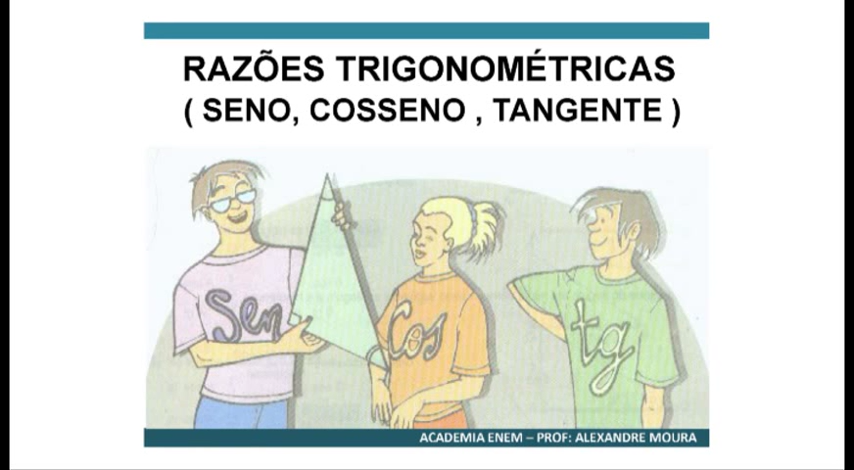 RAZÕES TRIGONOMÉTRICAS
( SENO, COSSENO , TANGENTE )
Sen
Cos
tg
ACADEMIA ENEM – PROF: ALEXANDRE MOURA